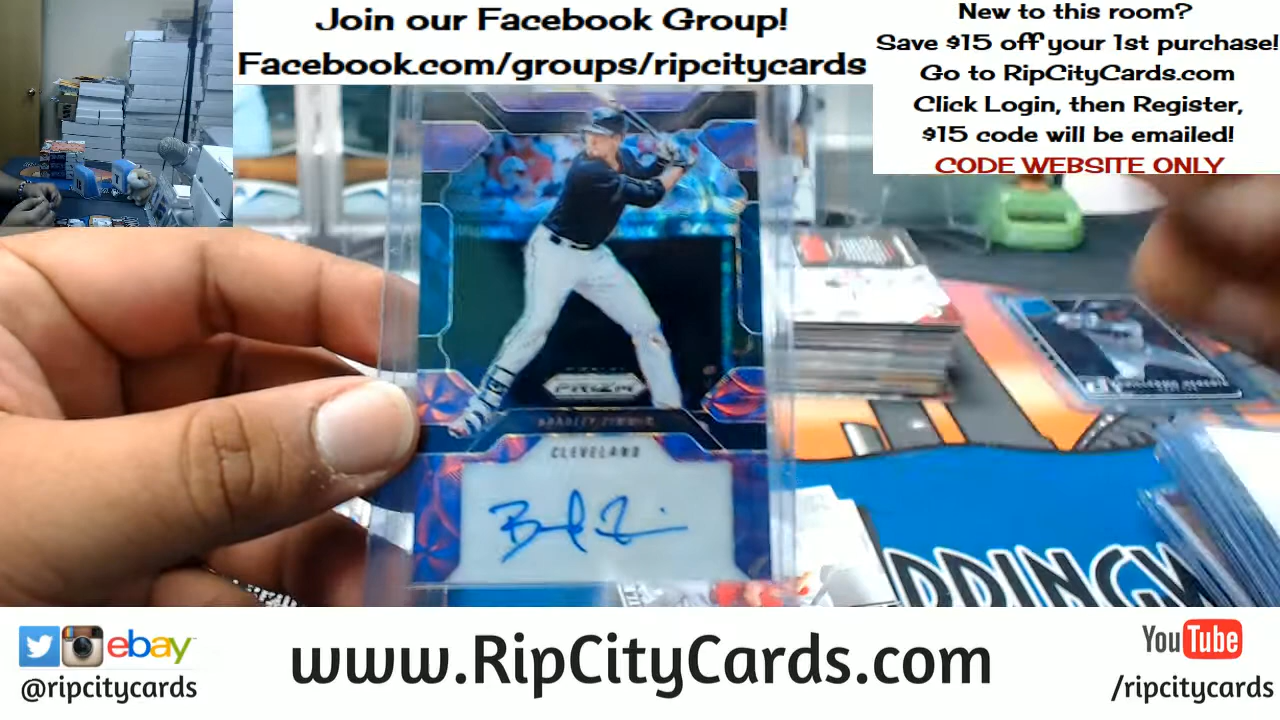 Join our Facebook Group!
Facebook.com/groups/ripcitycards
New to this room?
Save $15 off your 1st purchase!
Go to RipCityCards.com
Click Login, then Register,
$15 code will be emailed!
CODE WEBSITE ONLY
PRIZM
BRADLEY ZIMMER
CLEVELAND
ebay
@ripcitycards
www.RipCityCards.com
YouTube
/ripcitycards